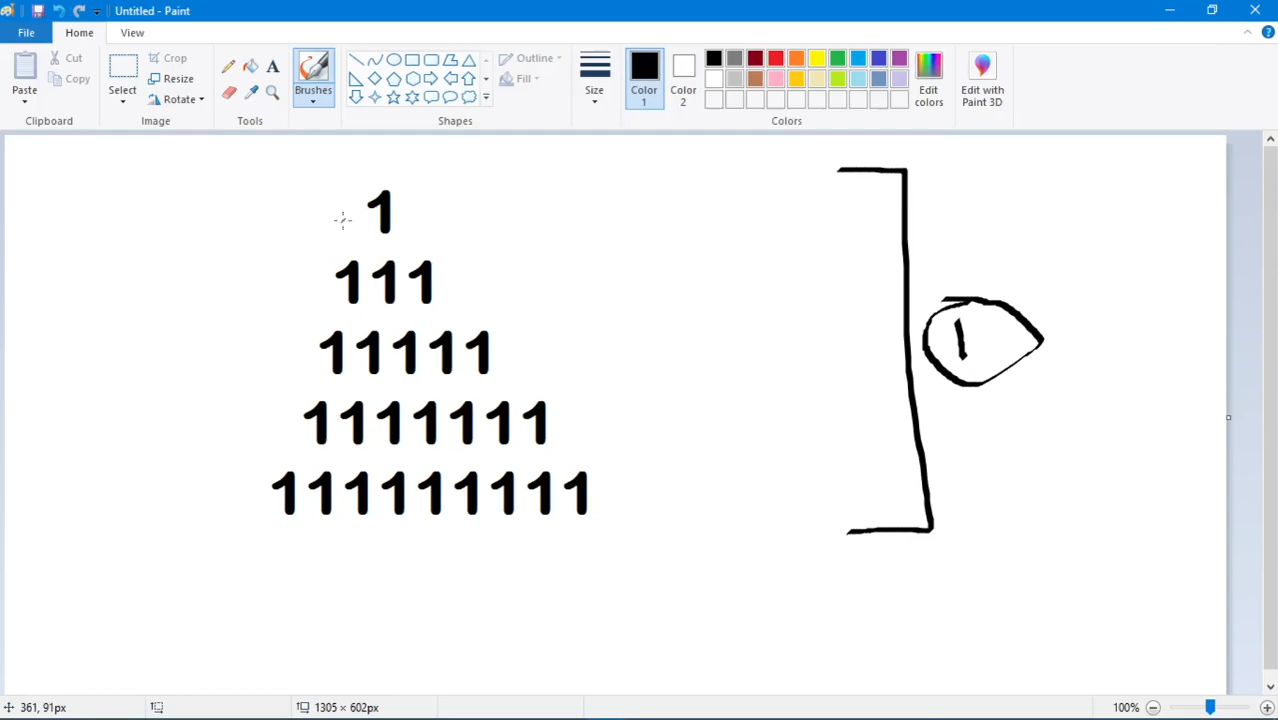 Untitled - Paint
File Home View
Paste
Cut
Copy
Clipboard
Select
Crop
Resize
Rotate
Image
A
Tools
Brushes
Shapes
Outline
Fill
Size
Color 1
Color 2
Edit colors
Colors
Edit with Paint 3D
1
111
11111
1111111
111111111
1
361, 91px
1305 × 602px
100%